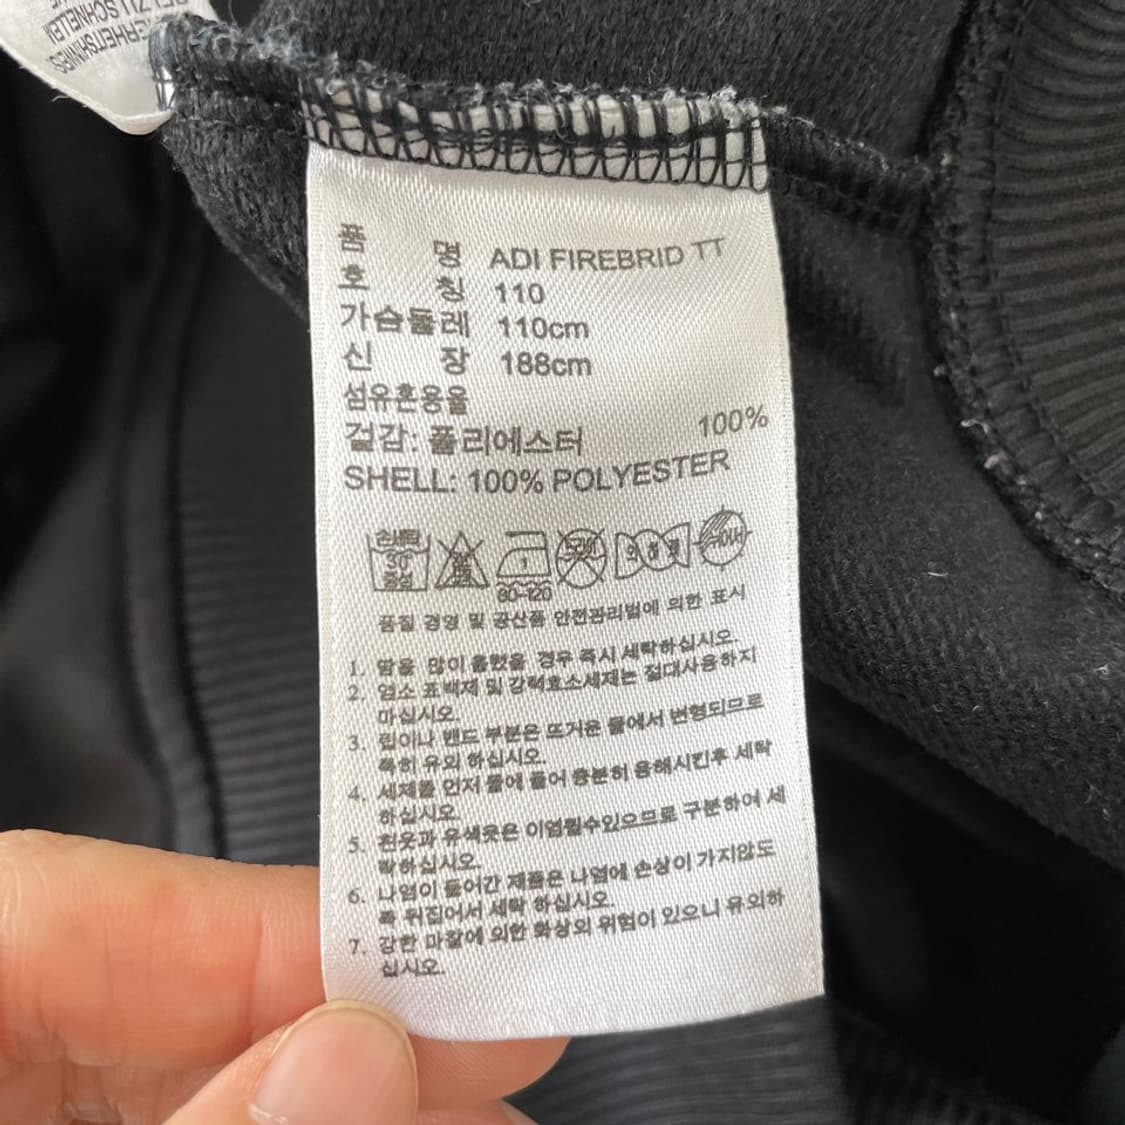 품 명 ADI FIREBRID TT
호 칭 110
가슴둘레 110cm
신 장 188cm
섬유혼용율
겉감: 폴리에스터 100%
SHELL: 100% POLYESTER
손세탁
30
중성
1
80-120
품질 경영 및 공산품 안전관리법에 의한 표시
1. 땀을 많이 흘렸을 경우 즉시 세탁하십시오.
2. 염소 표백제 및 강력효소세제는 절대사용하지
마십시오.
3. 립이나 밴드 부분은 뜨거운 물에서 변형되므로
특히 유의 하십시오.
4. 세제를 먼저 물에 풀어 충분히 용해시킨후 세탁
하십시오.
5. 흰옷과 유색옷은 이염될수있으므로 구분하여 세
탁하십시오.
6. 나염이 들어간 제품은 나염에 손상이 가지않도
록 뒤집어서 세탁 하십시오.
7. 강한 마찰에 의한 화상의 위험이 있으니 유의하
십시오.